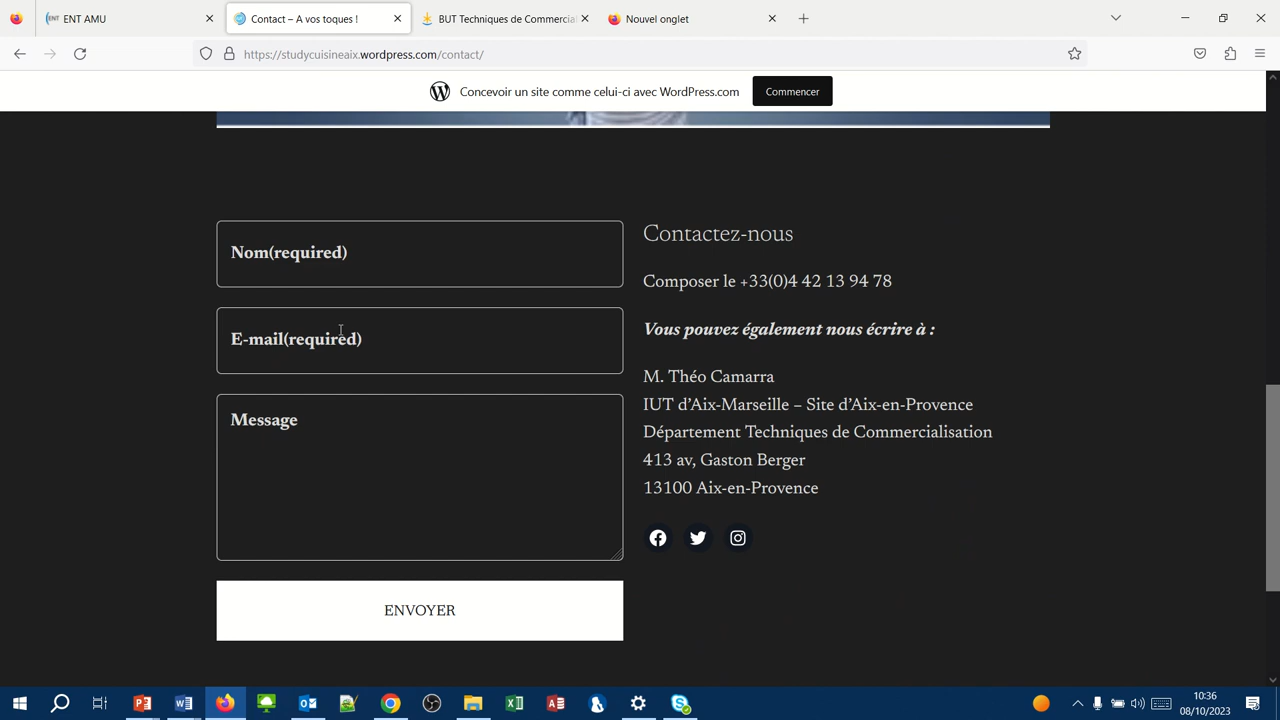 ENT AMU
Contact – A vos toques !
BUT Techniques de Commercia
Nouvel onglet
https://studycuisineaix.wordpress.com/contact/
Concevoir un site comme celui-ci avec WordPress.com
Commencer
Nom(required)
E-mail(required)
Message
ENVOYER
Contactez-nous
Composer le +33(0)4 42 13 94 78
Vous pouvez également nous écrire à :
M. Théo Camarra
IUT d’Aix-Marseille – Site d’Aix-en-Provence
Département Techniques de Commercialisation
413 av, Gaston Berger
13100 Aix-en-Provence
10:36
08/10/2023